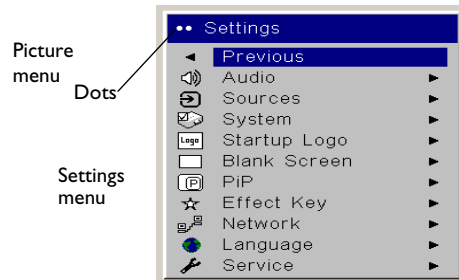 Picture
menu
Dots
Settings
menu
Settings
Previous
Audio
Sources
System
Logo
Startup Logo
Blank Screen
P
PiP
Effect Key
Network
Language
Service